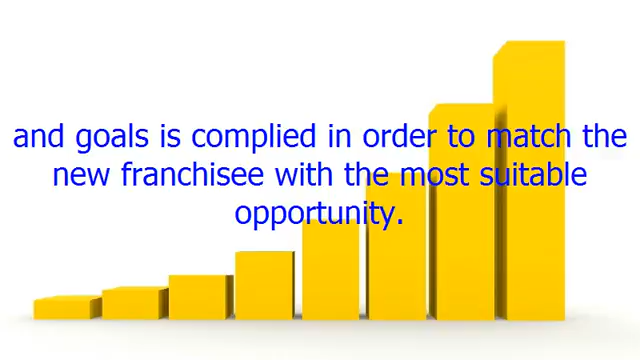 and goals is complied in order to match the
new franchisee with the most suitable
opportunity.